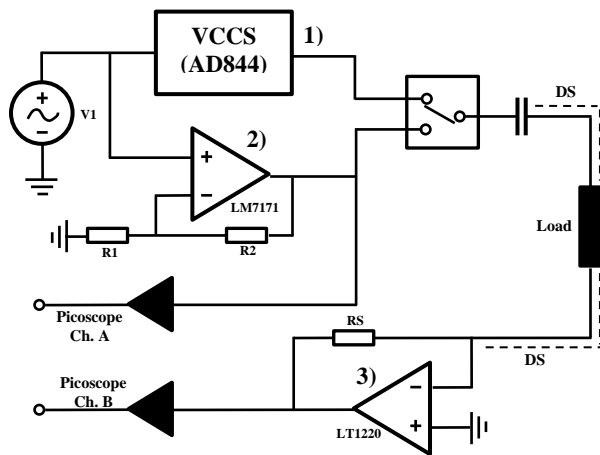 VCCS
(AD844)
1)
DS
V1
2)
LM7171
R1
R2
Load
Picoscope
Ch. A
RS
DS
Picoscope
Ch. B
3)
LT1220